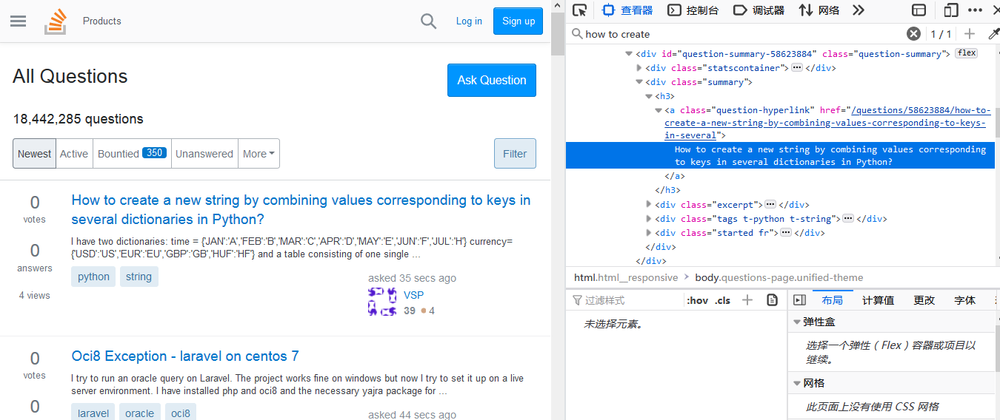 Products
Log in
Sign up
All Questions
Ask Question
18,442,285 questions
Newest
Active
Bountied 350
Unanswered
More
Filter
0
votes
0
answers
4 views
How to create a new string by combining values corresponding to keys in
several dictionaries in Python?
I have two dictionaries: time = {'JAN':'A','FEB':'B','MAR':'C','APR':'D','MAY':'E','JUN':'F','JUL':'H'} currency=
{'USD':'US','EUR':'EU','GBP':'GB','HUF':'HF'} and a table consisting of one single ...
python
string
asked 35 secs ago
VSP
39 4
0
votes
0
Oci8 Exception - laravel on centos 7
I try to run an oracle query on Laravel. The project works fine on windows but now I try to set it up on a live
server environment. I have installed php and oci8 and the necessary yajra package for ...
laravel
oracle
oci8
asked 44 secs ago
查看器
控制台
调试器
网络
how to create
1 / 1
<div id="question-summary-58623884" class="question-summary"> flex
<div class="statscontainer"> ••• </div>
<div class="summary">
<h3>
<a class="question-hyperlink" href="/questions/58623884/how-to-
create-a-new-string-by-combining-values-corresponding-to-keys-
in-several">
How to create a new string by combining values corresponding
to keys in several dictionaries in Python?
</a>
</h3>
<div class="excerpt"> ••• </div>
<div class="tags t-python t-string"> ••• </div>
<div class="started fr"> ••• </div>
</div>
</div>
html.html__responsive
body.questions-page.unified-theme
过滤样式
:hov
.cls
未选择元素。
布局
计算值
更改
字体
弹性盒
选择一个弹性（Flex）容器或项目以
继续。
网格
此页面上没有使用 CSS 网格